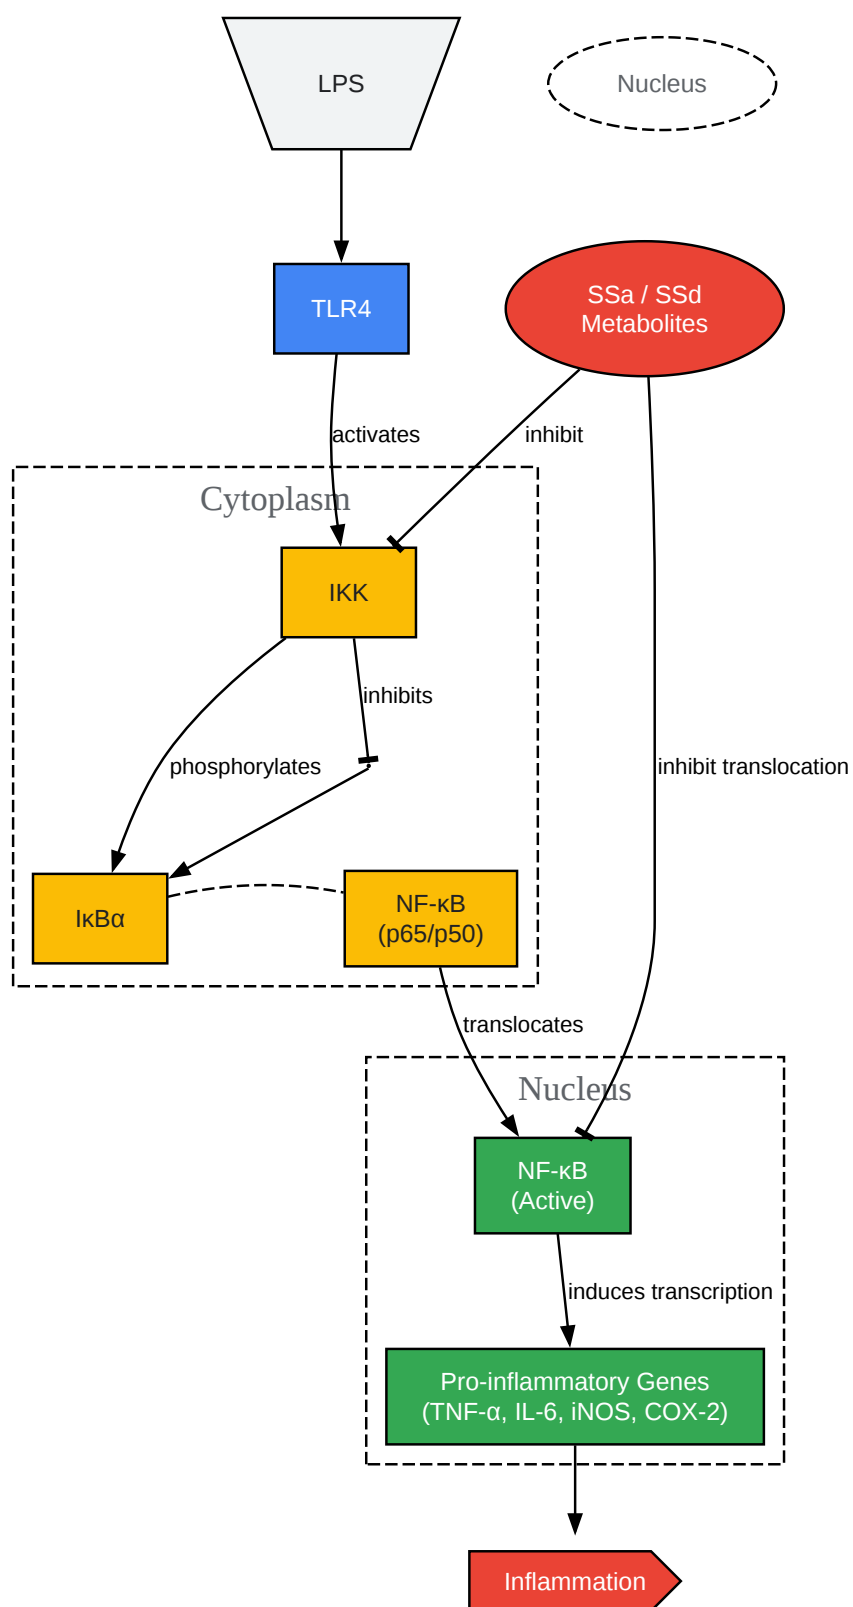 LPS
Nucleus
TLR4
SSa / SSd
Metabolites
activates
inhibit
Cytoplasm
IKK
inhibits
phosphorylates
inhibit translocation
IκBα
NF-κB
(p65/p50)
translocates
Nucleus
NF-κB
(Active)
induces transcription
Pro-inflammatory Genes
(TNF-α, IL-6, iNOS, COX-2)
Inflammation